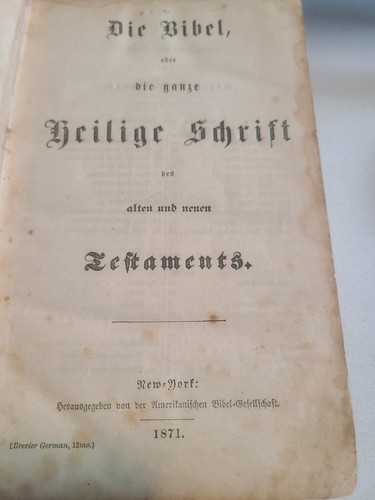 Die Bibel,
oder
die ganze
Heilige Schrift
des
alten und neuen
Testaments.
New-York:
Herausgegeben von der Amerikanischen Bibel-Gesellschaft.
1871.
[Brevier German, 12mo.]